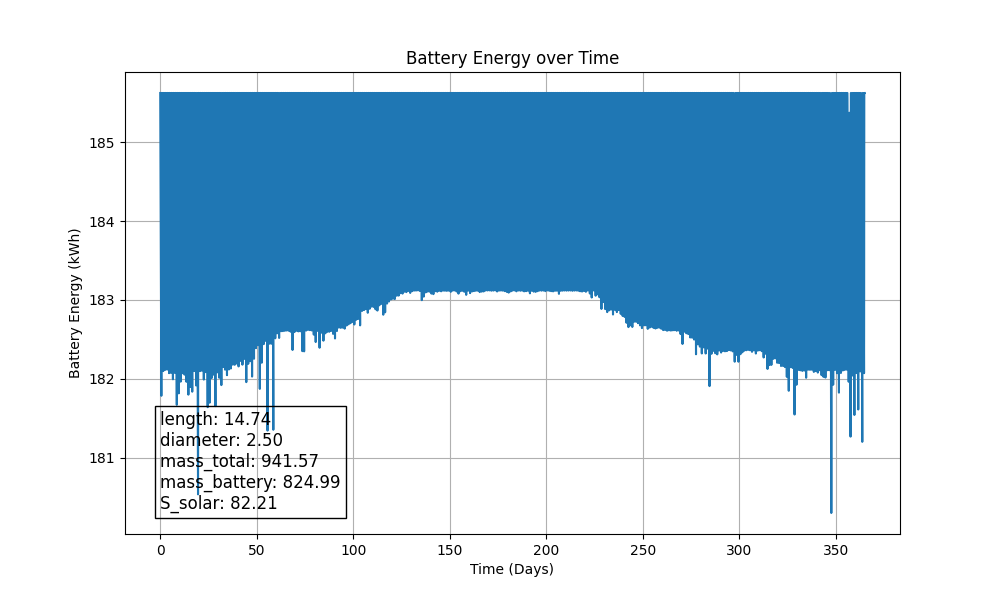 Battery Energy over Time
Battery Energy (kWh)
185
184
183
182
181
length: 14.74
diameter: 2.50
mass_total: 941.57
mass_battery: 824.99
S_solar: 82.21
0 50 100 150 200 250 300 350
Time (Days)